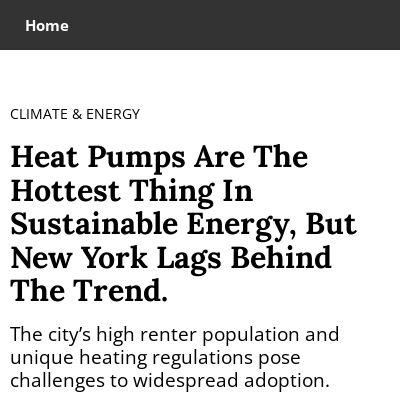 Home
CLIMATE & ENERGY
Heat Pumps Are The
Hottest Thing In
Sustainable Energy, But
New York Lags Behind
The Trend.
The city’s high renter population and
unique heating regulations pose
challenges to widespread adoption.